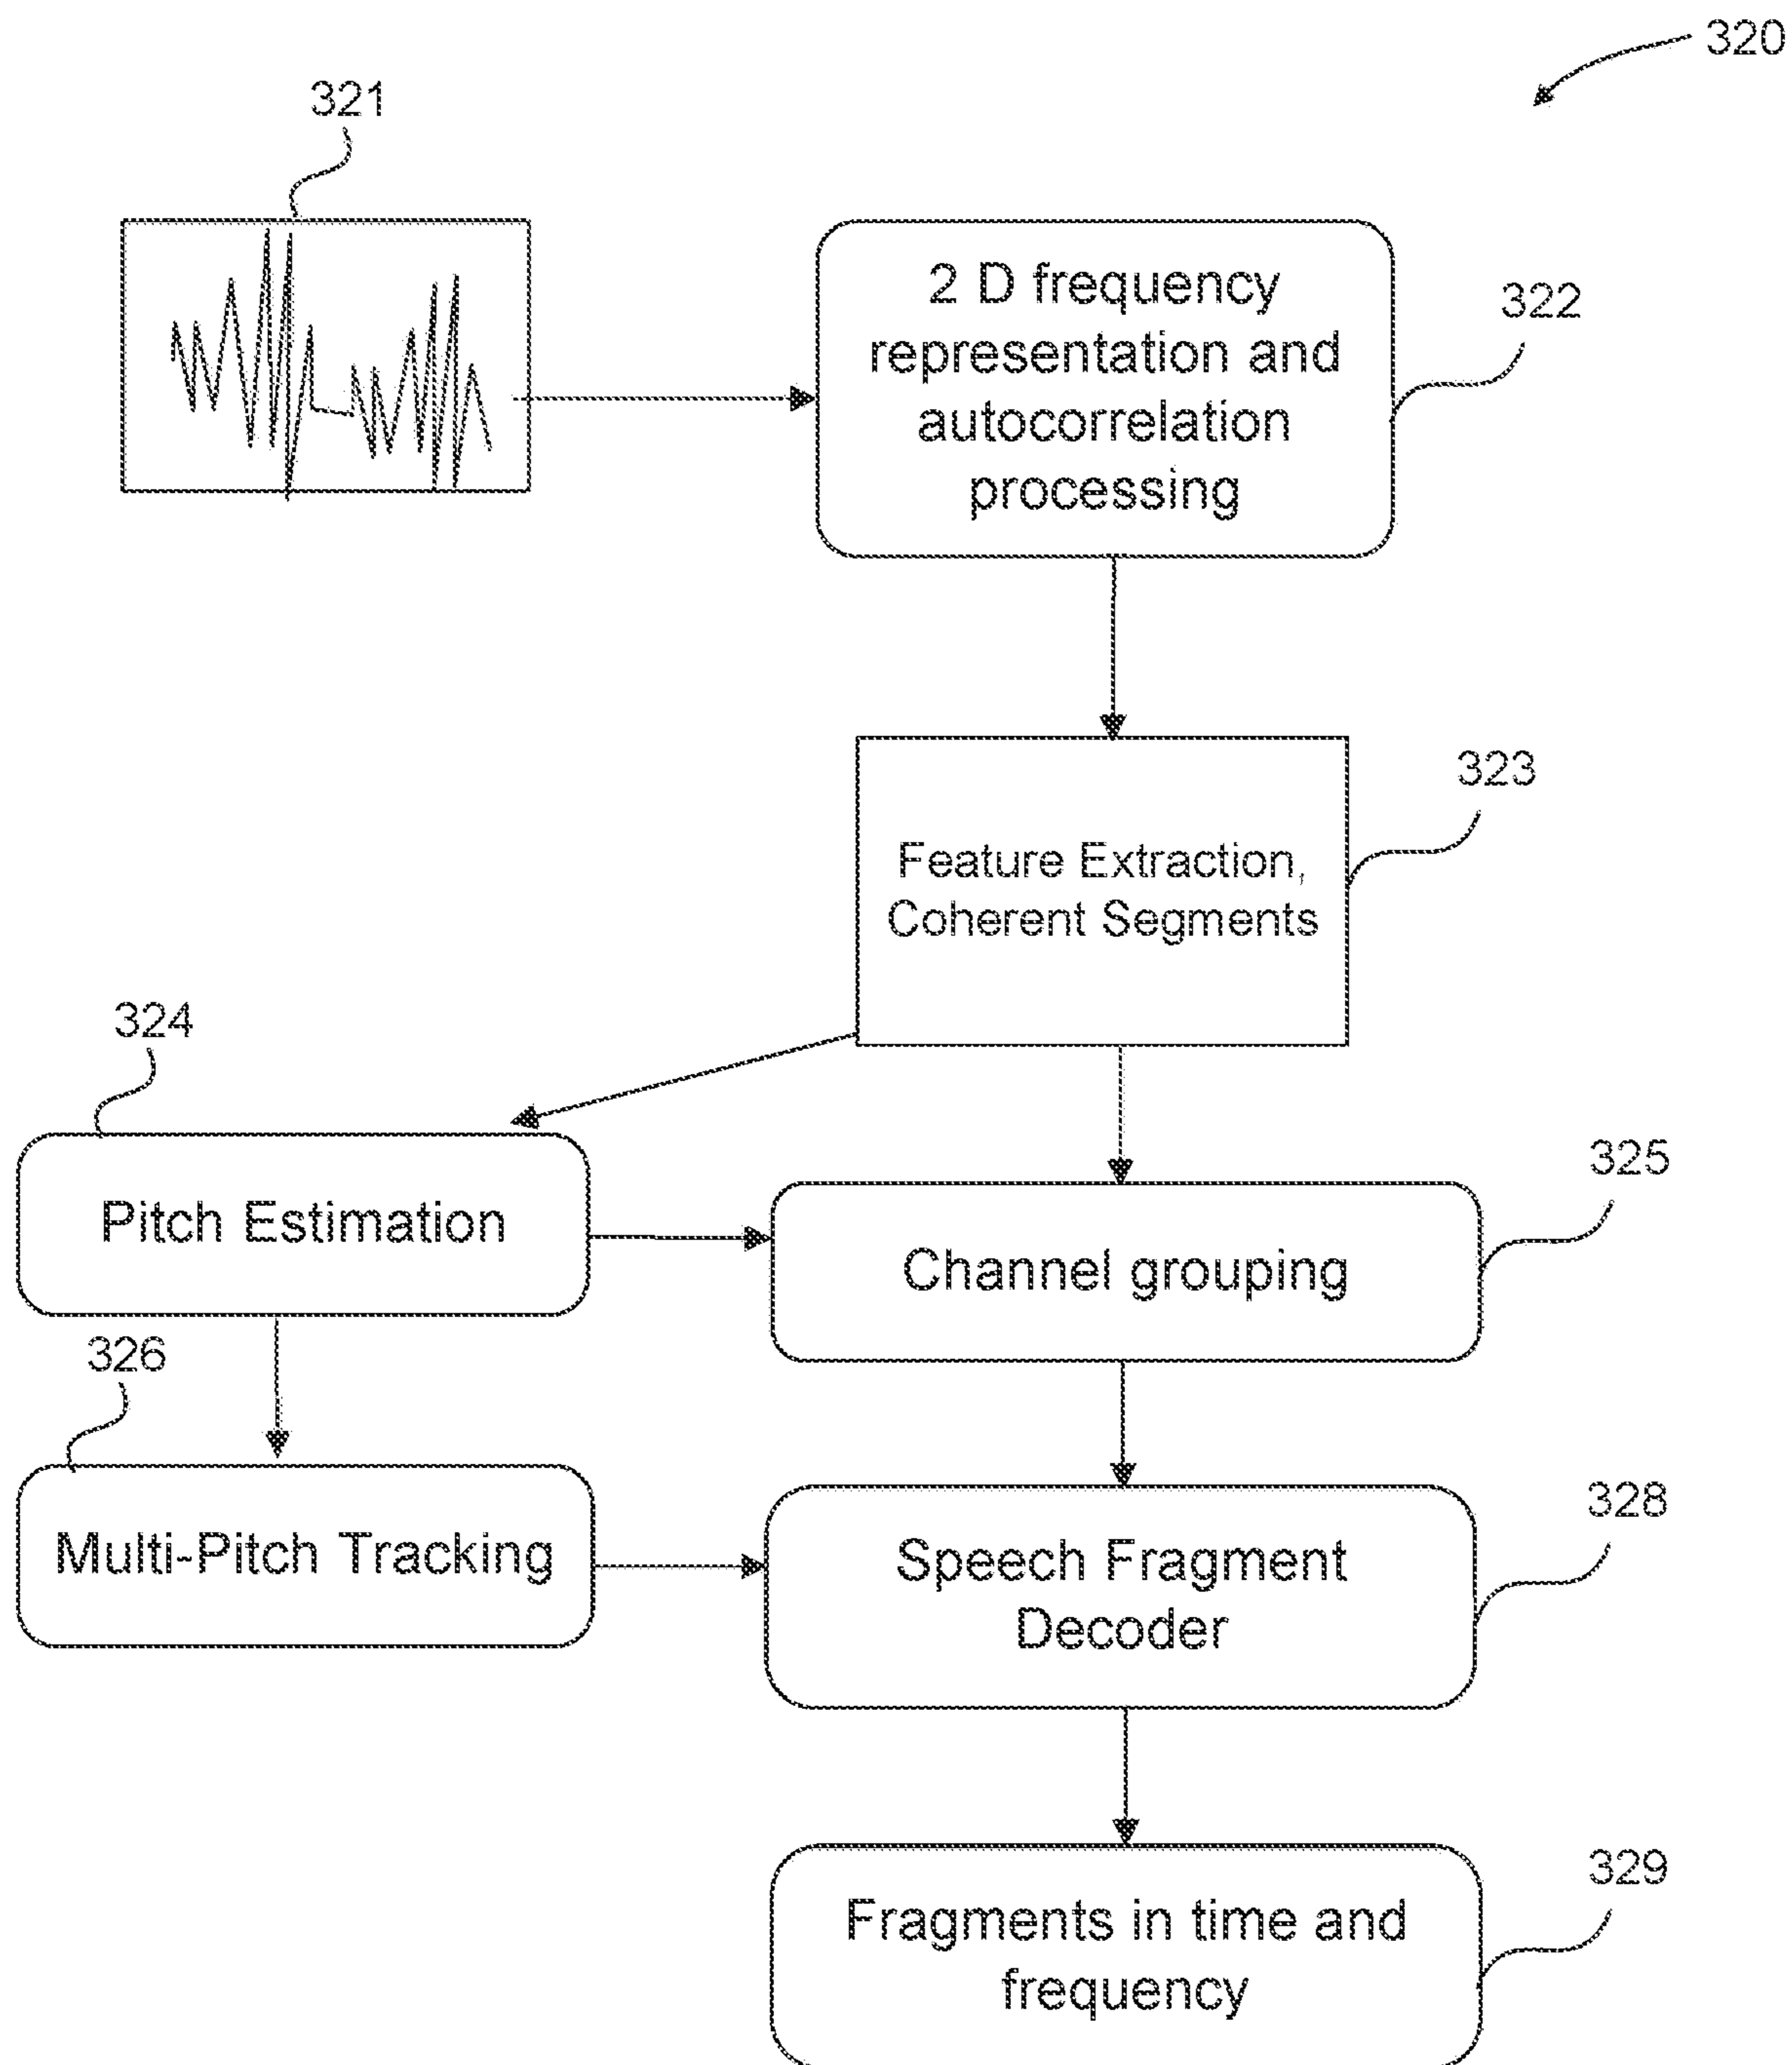 320
321
2 D frequency
representation and
autocorrelation
processing
322
323
Feature Extraction,
Coherent Segments
324
325
Pitch Estimation
Channel grouping
326
328
Multi-Pitch Tracking
Speech Fragment
Decoder
329
Fragments in time and
frequency